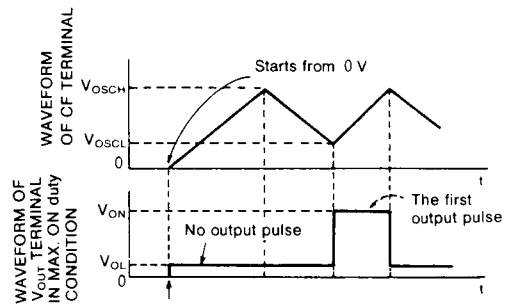 WAVEFORM
OF CF TERMINAL
Starts from 0 V
VOSCH
VOSCL
0
t
WAVEFORM OF
VOUT TERMINAL
IN MAX. ON duty
CONDITION
VON
The first
output pulse
No output pulse
VOL
0
t